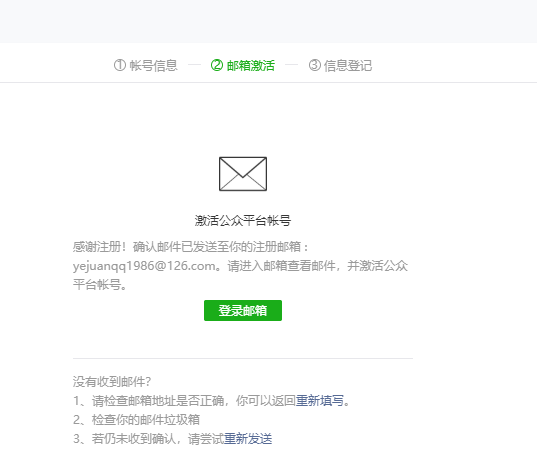 ① 帐号信息 ② 邮箱激活 ③ 信息登记
激活公众平台帐号
感谢注册！确认邮件已发送至你的注册邮箱：
yejuanqq1986@126.com。请进入邮箱查看邮件，并激活公众
平台帐号。
登录邮箱
没有收到邮件？
1、请检查邮箱地址是否正确，你可以返回重新填写。
2、检查你的邮件垃圾箱
3、若仍未收到确认，请尝试重新发送